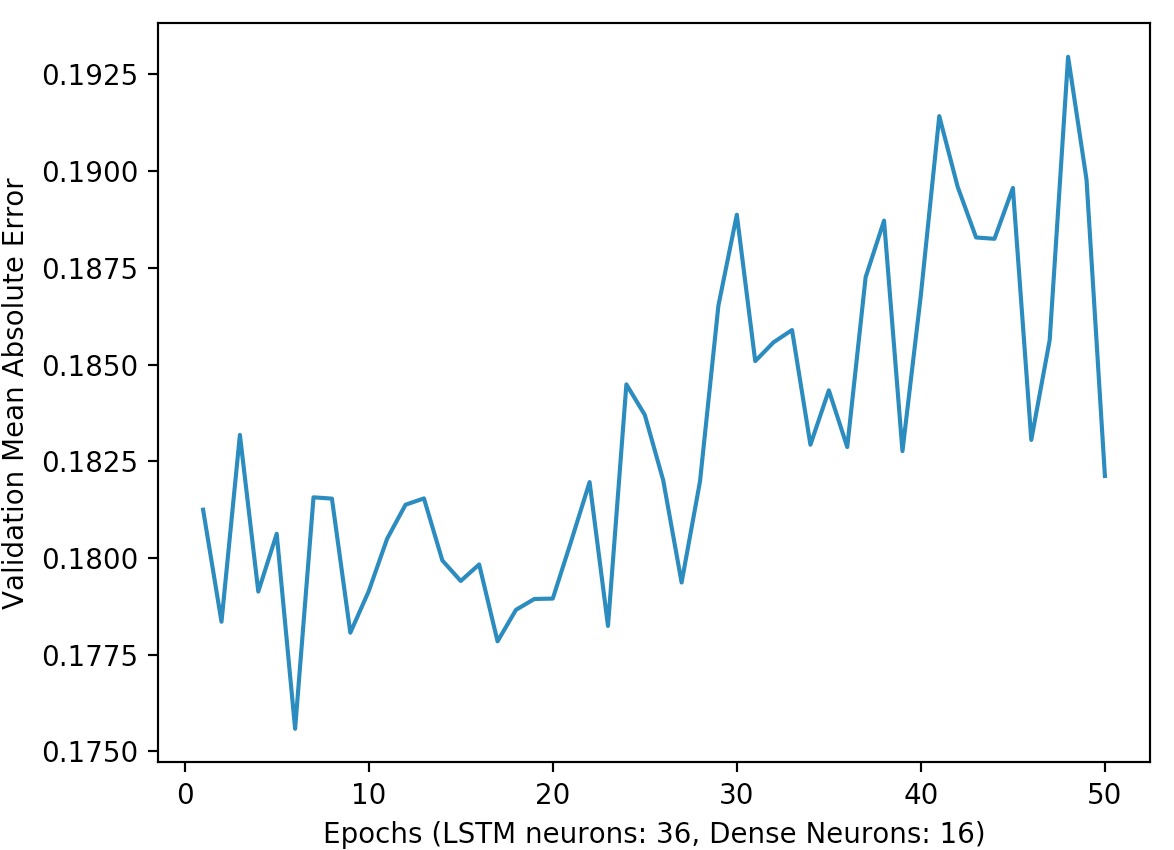 Validation Mean Absolute Error
0.1925
0.1900
0.1875
0.1850
0.1825
0.1800
0.1775
0.1750
0 10 20 30 40 50
Epochs (LSTM neurons: 36, Dense Neurons: 16)